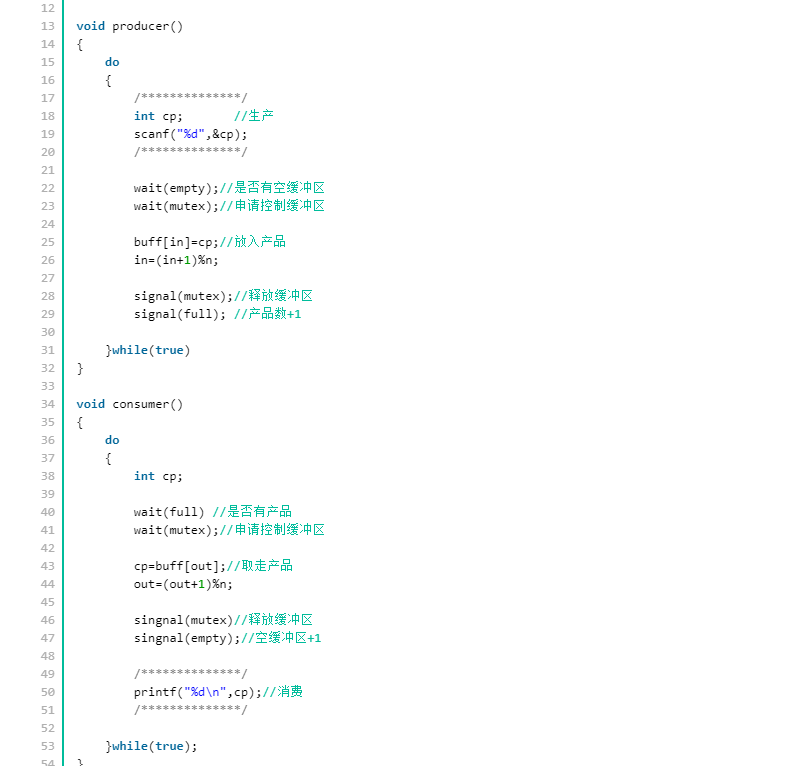 12
13 void producer()
14 {
15 do
16 {
17 /**************/
18 int cp; //生产
19 scanf("%d",&cp);
20 /**************/
21
22 wait(empty);//是否有空缓冲区
23 wait(mutex);//申请控制缓冲区
24
25 buff[in]=cp;//放入产品
26 in=(in+1)%n;
27
28 signal(mutex);//释放缓冲区
29 signal(full); //产品数+1
30
31 }while(true)
32 }
33
34 void consumer()
35 {
36 do
37 {
38 int cp;
39
40 wait(full) //是否有产品
41 wait(mutex);//申请控制缓冲区
42
43 cp=buff[out];//取走产品
44 out=(out+1)%n;
45
46 singnal(mutex)//释放缓冲区
47 singnal(empty);//空缓冲区+1
48
49 /**************/
50 printf("%d\n",cp);//消费
51 /**************/
52
53 }while(true);
54 }